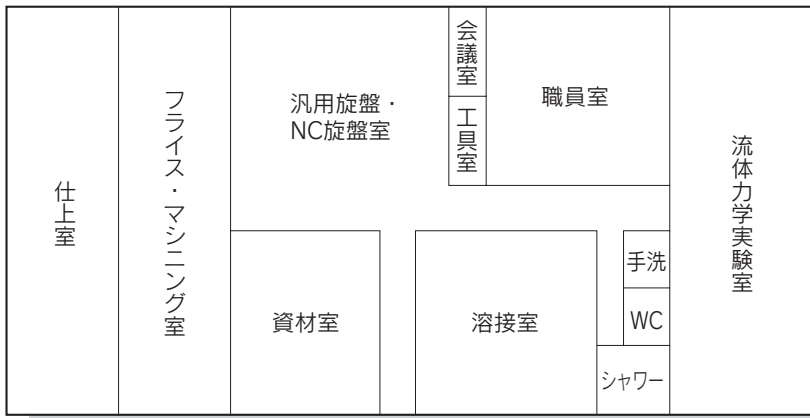 仕上室
フライス・マシニング室
汎用旋盤・
NC旋盤室
会議室
工具室
職員室
流体力学実験室
資材室
溶接室
手洗
WC
シャワー